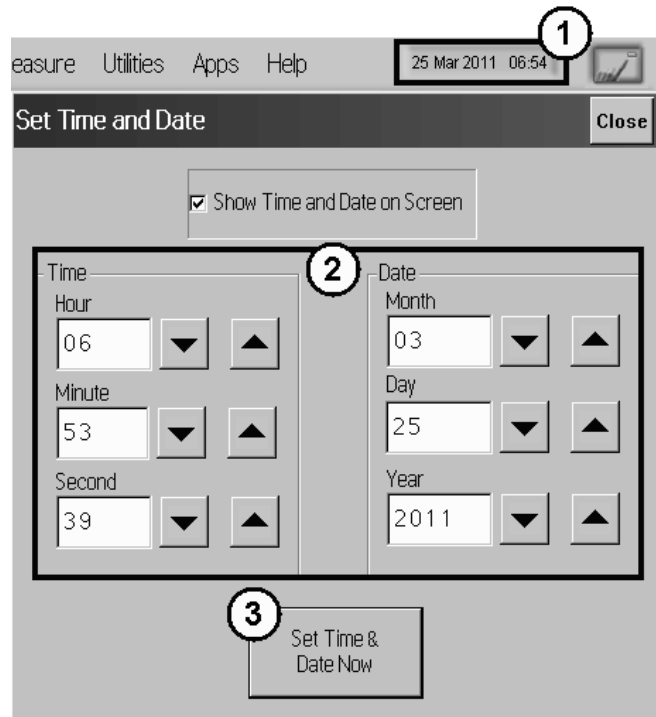 1
easure Utilities Apps Help 25 Mar 2011 06:54
Set Time and Date Close
Show Time and Date on Screen
2
Time Date
Hour Month
06 03
Minute Day
53 25
Second Year
39 2011
3
Set Time &
Date Now